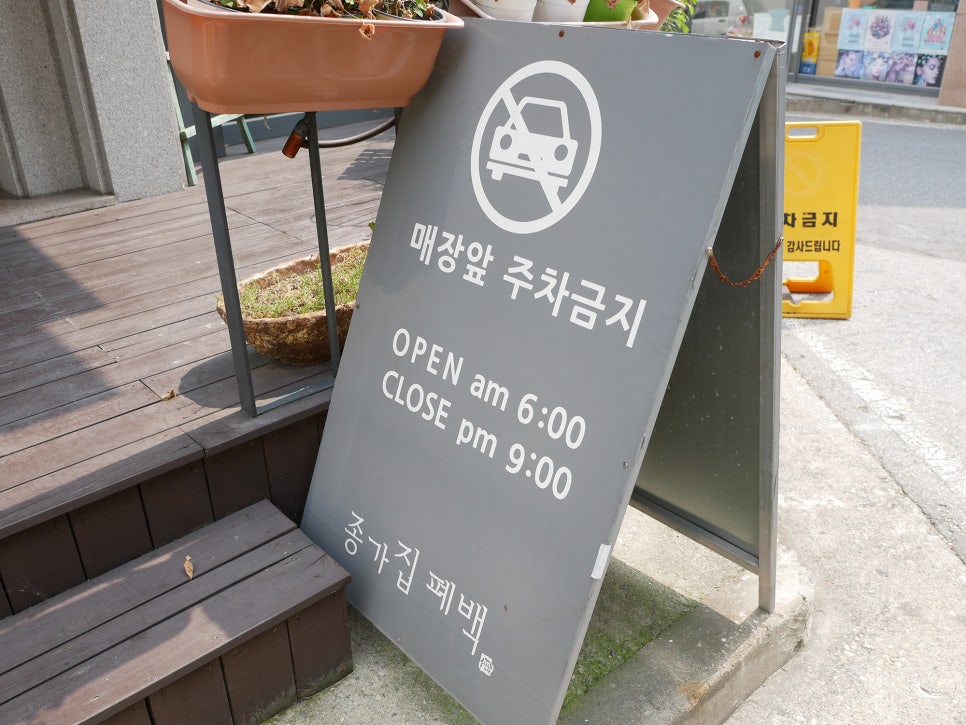 매장앞 주차금지
OPEN am 6:00
CLOSE pm 9:00
종가집 폐백
차금지
감사드립니다